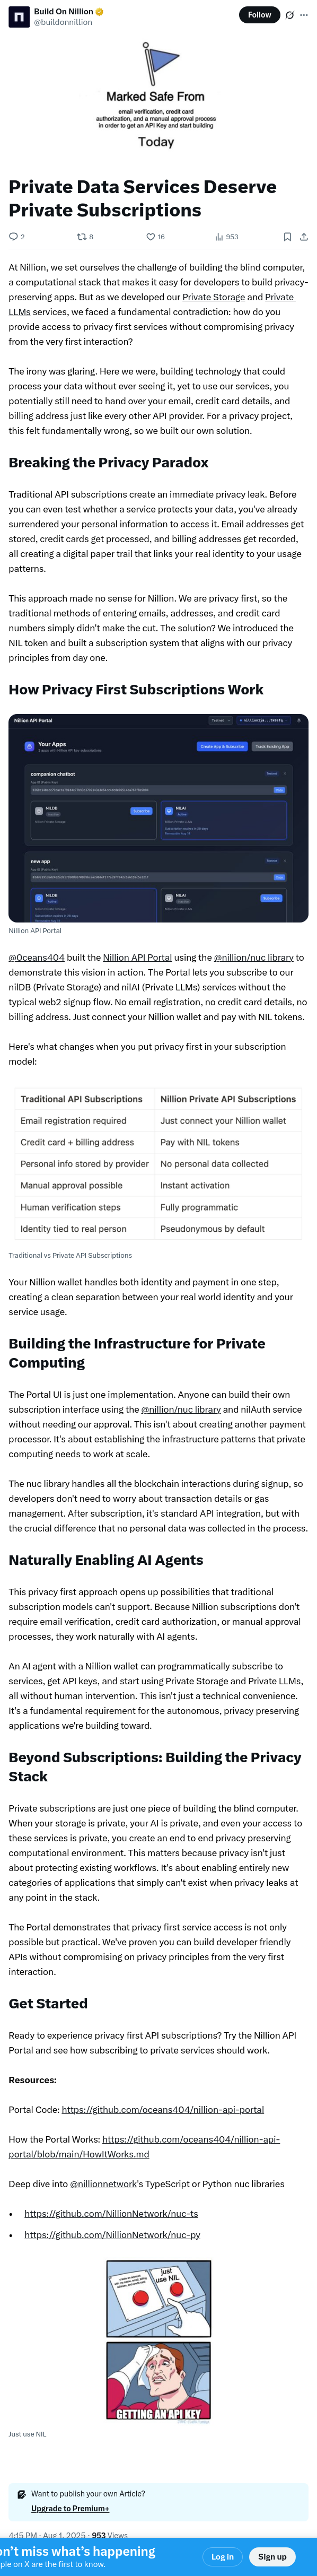 Build On Nillion
@buildonnillion
Follow
Marked Safe From
email verification, credit card
authorization, and a manual approval process
in order to get an API Key and start building
Today
Private Data Services Deserve
Private Subscriptions
2
8
16
953
At Nillion, we set ourselves the challenge of building the blind computer,
a computational stack that makes it easy for developers to build privacy-
preserving apps. But as we developed our Private Storage and Private
LLMs services, we faced a fundamental contradiction: how do you
provide access to privacy first services without compromising privacy
from the very first interaction?
The irony was glaring. Here we were, building technology that could
process your data without ever seeing it, yet to use our services, you
potentially still need to hand over your email, credit card details, and
billing address just like every other API provider. For a privacy project,
this felt fundamentally wrong, so we built our own solution.
Breaking the Privacy Paradox
Traditional API subscriptions create an immediate privacy leak. Before
you can even test whether a service protects your data, you've already
surrendered your personal information to access it. Email addresses get
stored, credit cards get processed, and billing addresses get recorded,
all creating a digital paper trail that links your real identity to your usage
patterns.
This approach made no sense for Nillion. We are privacy first, so the
traditional methods of entering emails, addresses, and credit card
numbers simply didn't make the cut. The solution? We introduced the
NIL token and built a subscription system that aligns with our privacy
principles from day one.
How Privacy First Subscriptions Work
Nillion API Portal
Your Apps
Create App & Subscribe
Track Existing App
companion chatbot
NILDB
Subscribe
NILAI
new app
NILDB
NILAI
Subscribe
Nillion API Portal
@0ceans404 built the Nillion API Portal using the @nillion/nuc library to
demonstrate this vision in action. The Portal lets you subscribe to our
nilDB (Private Storage) and nilAI (Private LLMs) services without the
typical web2 signup flow. No email registration, no credit card details, no
billing address. Just connect your Nillion wallet and pay with NIL tokens.
Here's what changes when you put privacy first in your subscription
model:
Traditional API Subscriptions Nillion Private API Subscriptions
Email registration required Just connect your Nillion wallet
Credit card + billing address Pay with NIL tokens
Personal info stored by provider No personal data collected
Manual approval possible Instant activation
Human verification steps Fully programmatic
Identity tied to real person Pseudonymous by default
Traditional vs Private API Subscriptions
Your Nillion wallet handles both identity and payment in one step,
creating a clean separation between your real world identity and your
service usage.
Building the Infrastructure for Private
Computing
The Portal UI is just one implementation. Anyone can build their own
subscription interface using the @nillion/nuc library and nilAuth service
without needing our approval. This isn't about creating another payment
processor. It's about establishing the infrastructure patterns that private
computing needs to work at scale.
The nuc library handles all the blockchain interactions during signup, so
developers don't need to worry about transaction details or gas
management. After subscription, it's standard API integration, but with
the crucial difference that no personal data was collected in the process.
Naturally Enabling AI Agents
This privacy first approach opens up possibilities that traditional
subscription models can't support. Because Nillion subscriptions don't
require email verification, credit card authorization, or manual approval
processes, they work naturally with AI agents.
An AI agent with a Nillion wallet can programmatically subscribe to
services, get API keys, and start using Private Storage and Private LLMs,
all without human intervention. This isn't just a technical convenience.
It's a fundamental requirement for the autonomous, privacy preserving
applications we're building toward.
Beyond Subscriptions: Building the Privacy
Stack
Private subscriptions are just one piece of building the blind computer.
When your storage is private, your AI is private, and even your access to
these services is private, you create an end to end privacy preserving
computational environment. This matters because privacy isn't just
about protecting existing workflows. It's about enabling entirely new
categories of applications that simply can't exist when privacy leaks at
any point in the stack.
The Portal demonstrates that privacy first service access is not only
possible but practical. We've proven you can build developer friendly
APIs without compromising on privacy principles from the very first
interaction.
Get Started
Ready to experience privacy first API subscriptions? Try the Nillion API
Portal and see how subscribing to private services should work.
Resources:
Portal Code: https://github.com/oceans404/nillion-api-portal
How the Portal Works: https://github.com/oceans404/nillion-api-
portal/blob/main/HowItWorks.md
Deep dive into @nillionnetwork's TypeScript or Python nuc libraries
• https://github.com/NillionNetwork/nuc-ts
• https://github.com/NillionNetwork/nuc-py
just use
NIL
GETTING AN API KEY
Just use NIL
Want to publish your own Article?
Upgrade to Premium+
4:15 PM · Aug 1, 2025 · 953 Views
on't miss what's happening
ple on X are the first to know.
Log in
Sign up